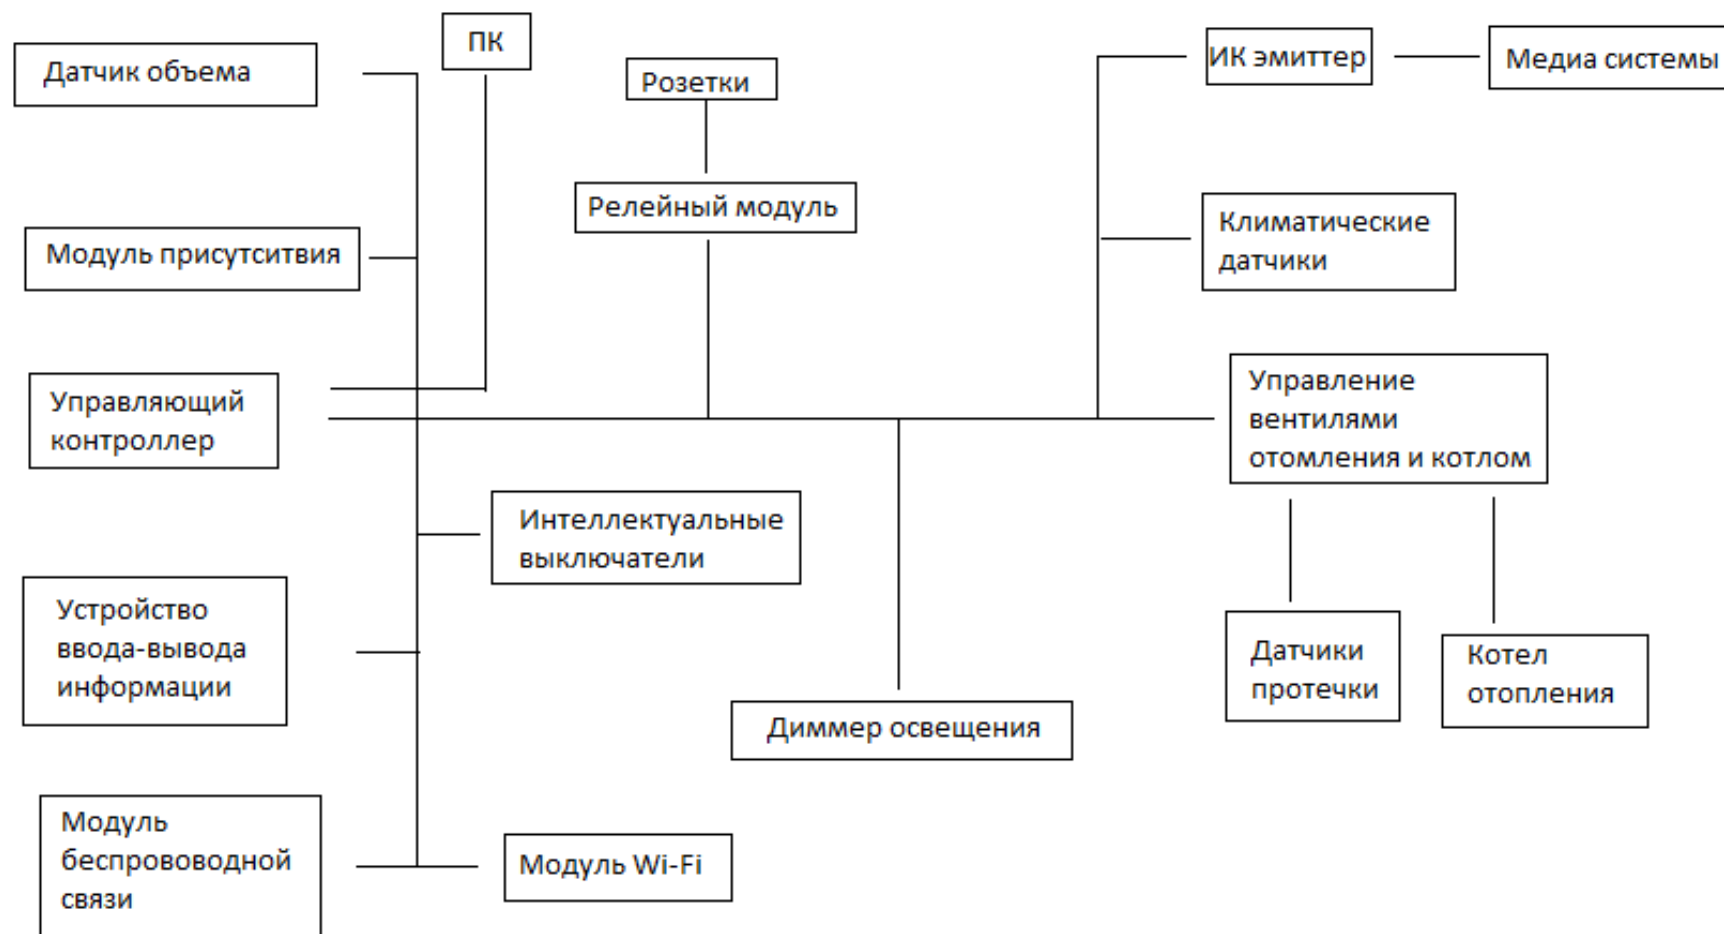 ПК
Датчик объема
Розетки
ИК эмиттер
Медиа системы
Релейный модуль
Модуль присутситвия
Климатические
датчики
Управляющий
контроллер
Управление
вентилями
отомления и котлом
Интеллектуальные
выключатели
Устройство
ввода-вывода
информации
Датчики
протечки
Котел
отопления
Диммер освещения
Модуль
беспрововодной
связи
Модуль Wi-Fi